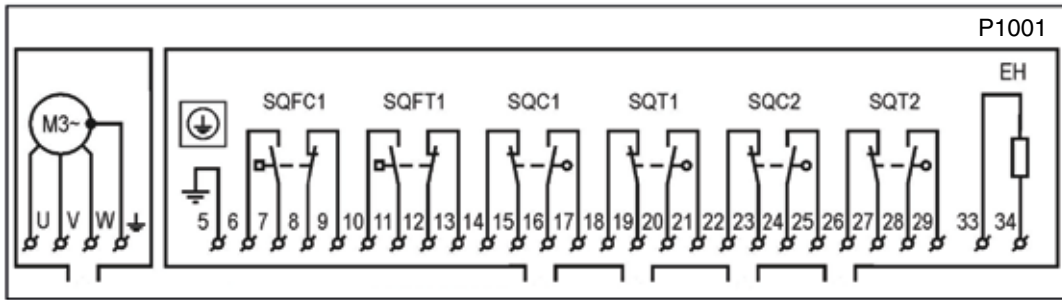 P1001
EH
SQFC1 SQFT1 SQC1 SQT1 SQC2 SQT2
M3~
U V W 5 6 7 8 9 10 11 12 13 14 15 16 17 18 19 20 21 22 23 24 25 26 27 28 29 33 34